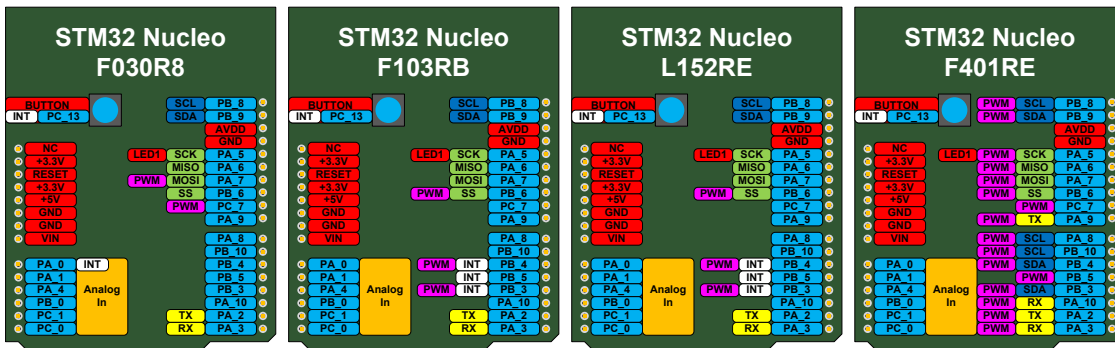 STM32 Nucleo
F030R8
BUTTON
INT PC_13
NC
+3.3V
RESET
+3.3V
+5V
GND
GND
VIN
PA_0 INT
PA_1
PA_4
PB_0
PC_1
PC_0
Analog
In
SCL PB_8
SDA PB_9
AVDD
GND
LED1 SCK PA_5
MISO PA_6
PWM MOSI PA_7
SS PB_6
PWM PC_7
PA_9
PA_8
PB_10
PB_4
PB_5
PB_3
PA_10
TX PA_2
RX PA_3
STM32 Nucleo
F103RB
BUTTON
INT PC_13
NC
+3.3V
RESET
+3.3V
+5V
GND
GND
VIN
PA_0
PA_1
PA_4
PB_0
PC_1
PC_0
Analog
In
SCL PB_8
SDA PB_9
AVDD
GND
LED1 SCK PA_5
MISO PA_6
MOSI PA_7
PWM SS PB_6
PC_7
PA_9
PA_8
PB_10
PWM INT PB_4
INT PB_5
PWM INT PB_3
PA_10
TX PA_2
RX PA_3
STM32 Nucleo
L152RE
BUTTON
INT PC_13
NC
+3.3V
RESET
+3.3V
+5V
GND
GND
VIN
PA_0
PA_1
PA_4
PB_0
PC_1
PC_0
Analog
In
SCL PB_8
SDA PB_9
AVDD
GND
LED1 SCK PA_5
MISO PA_6
MOSI PA_7
PWM SS PB_6
PC_7
PA_9
PA_8
PB_10
PWM INT PB_4
INT PB_5
PWM INT PB_3
PA_10
TX PA_2
RX PA_3
STM32 Nucleo
F401RE
BUTTON
INT PC_13
NC
+3.3V
RESET
+3.3V
+5V
GND
GND
VIN
PA_0
PA_1
PA_4
PB_0
PC_1
PC_0
Analog
In
PWM SCL PB_8
PWM SDA PB_9
AVDD
GND
LED1 PWM SCK PA_5
PWM MISO PA_6
PWM MOSI PA_7
PWM SS PB_6
PWM PC_7
PWM TX PA_9
PWM SCL PA_8
PWM SCL PB_10
PWM SDA PB_4
PWM PB_5
PWM SDA PB_3
PWM RX PA_10
PWM TX PA_2
PWM RX PA_3